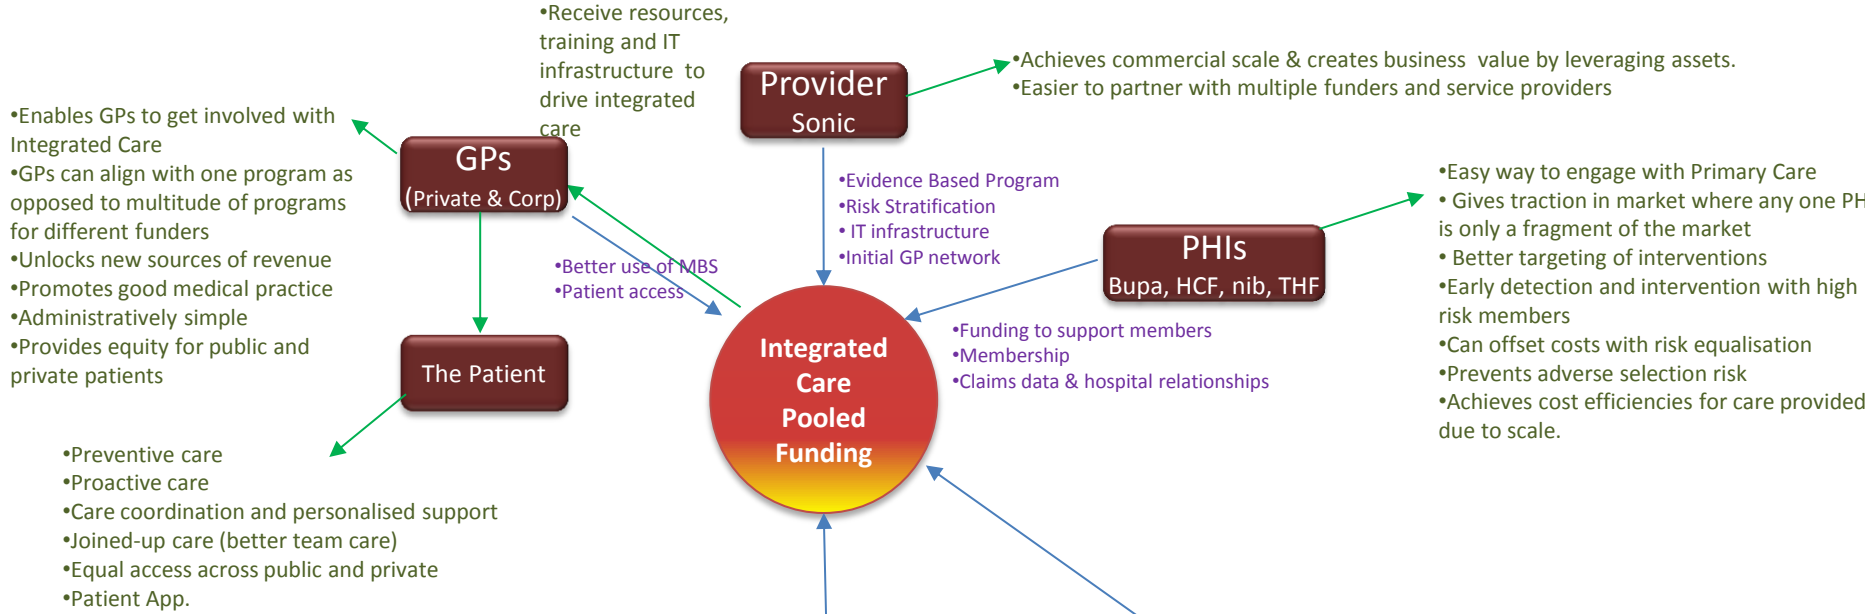 •Receive resources,
training and IT
infrastructure to
drive integrated
care
Provider
Sonic
•Achieves commercial scale & creates business value by leveraging assets.
•Easier to partner with multiple funders and service providers
•Enables GPs to get involved with
Integrated Care
•GPs can align with one program as
opposed to multitude of programs
for different funders
•Unlocks new sources of revenue
•Promotes good medical practice
•Administratively simple
•Provides equity for public and
private patients
GPs
(Private & Corp)
•Evidence Based Program
•Risk Stratification
• IT infrastructure
•Initial GP network
•Better use of MBS
•Patient access
PHIs
Bupa, HCF, nib, THF
•Easy way to engage with Primary Care
• Gives traction in market where any one PH
is only a fragment of the market
• Better targeting of interventions
•Early detection and intervention with high
risk members
•Can offset costs with risk equalisation
•Prevents adverse selection risk
•Achieves cost efficiencies for care provided
due to scale.
•Funding to support members
•Membership
•Claims data & hospital relationships
The Patient
Integrated
Care
Pooled
Funding
•Preventive care
•Proactive care
•Care coordination and personalised support
•Joined-up care (better team care)
•Equal access across public and private
•Patient App.